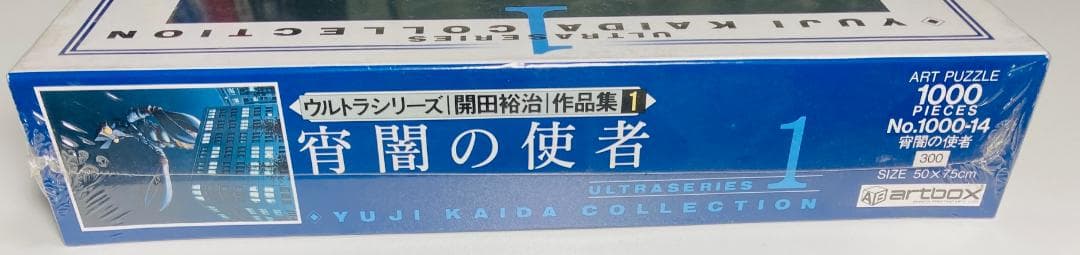 YUJI KAIDA
COLLECTION
ULTRASERIES
1
ウルトラシリーズ|開田裕治|作品集1
宵闇の使者
ULTRASERIES 1
YUJI KAIDA COLLECTION
ART PUZZLE
1000
PIECES
No.1000-14
宵闇の使者
300
SIZE 50×75cm
artbox